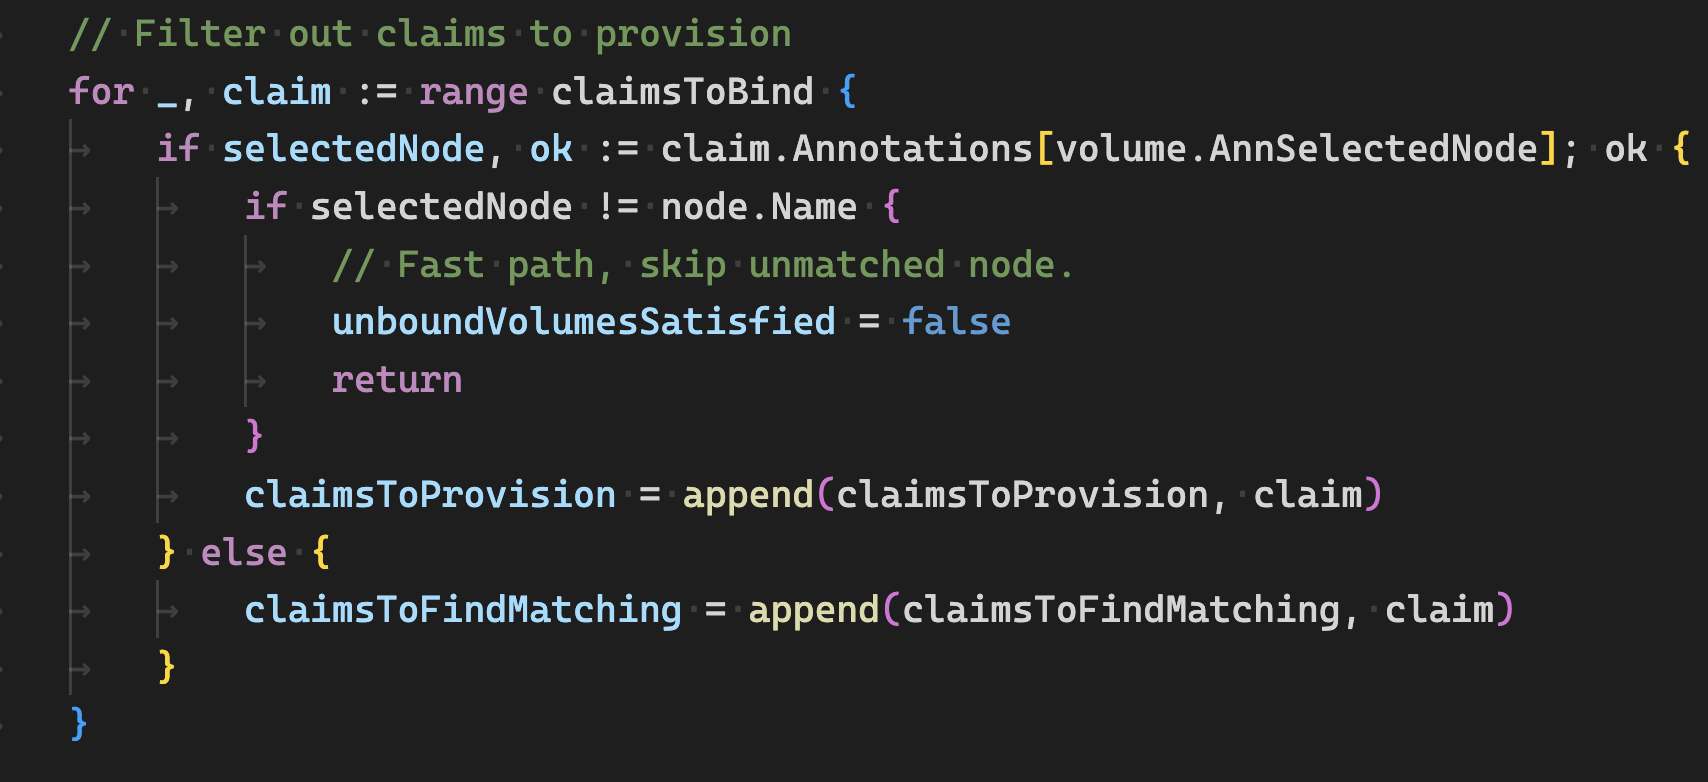 // Filter out claims to provision
for _, claim := range claimsToBind {
if selectedNode, ok := claim.Annotations[volume.AnnSelectedNode]; ok {
if selectedNode != node.Name {
// Fast path, skip unmatched node.
unboundVolumesSatisfied = false
return
}
claimsToProvision = append(claimsToProvision, claim)
} else {
claimsToFindMatching = append(claimsToFindMatching, claim)
}
}